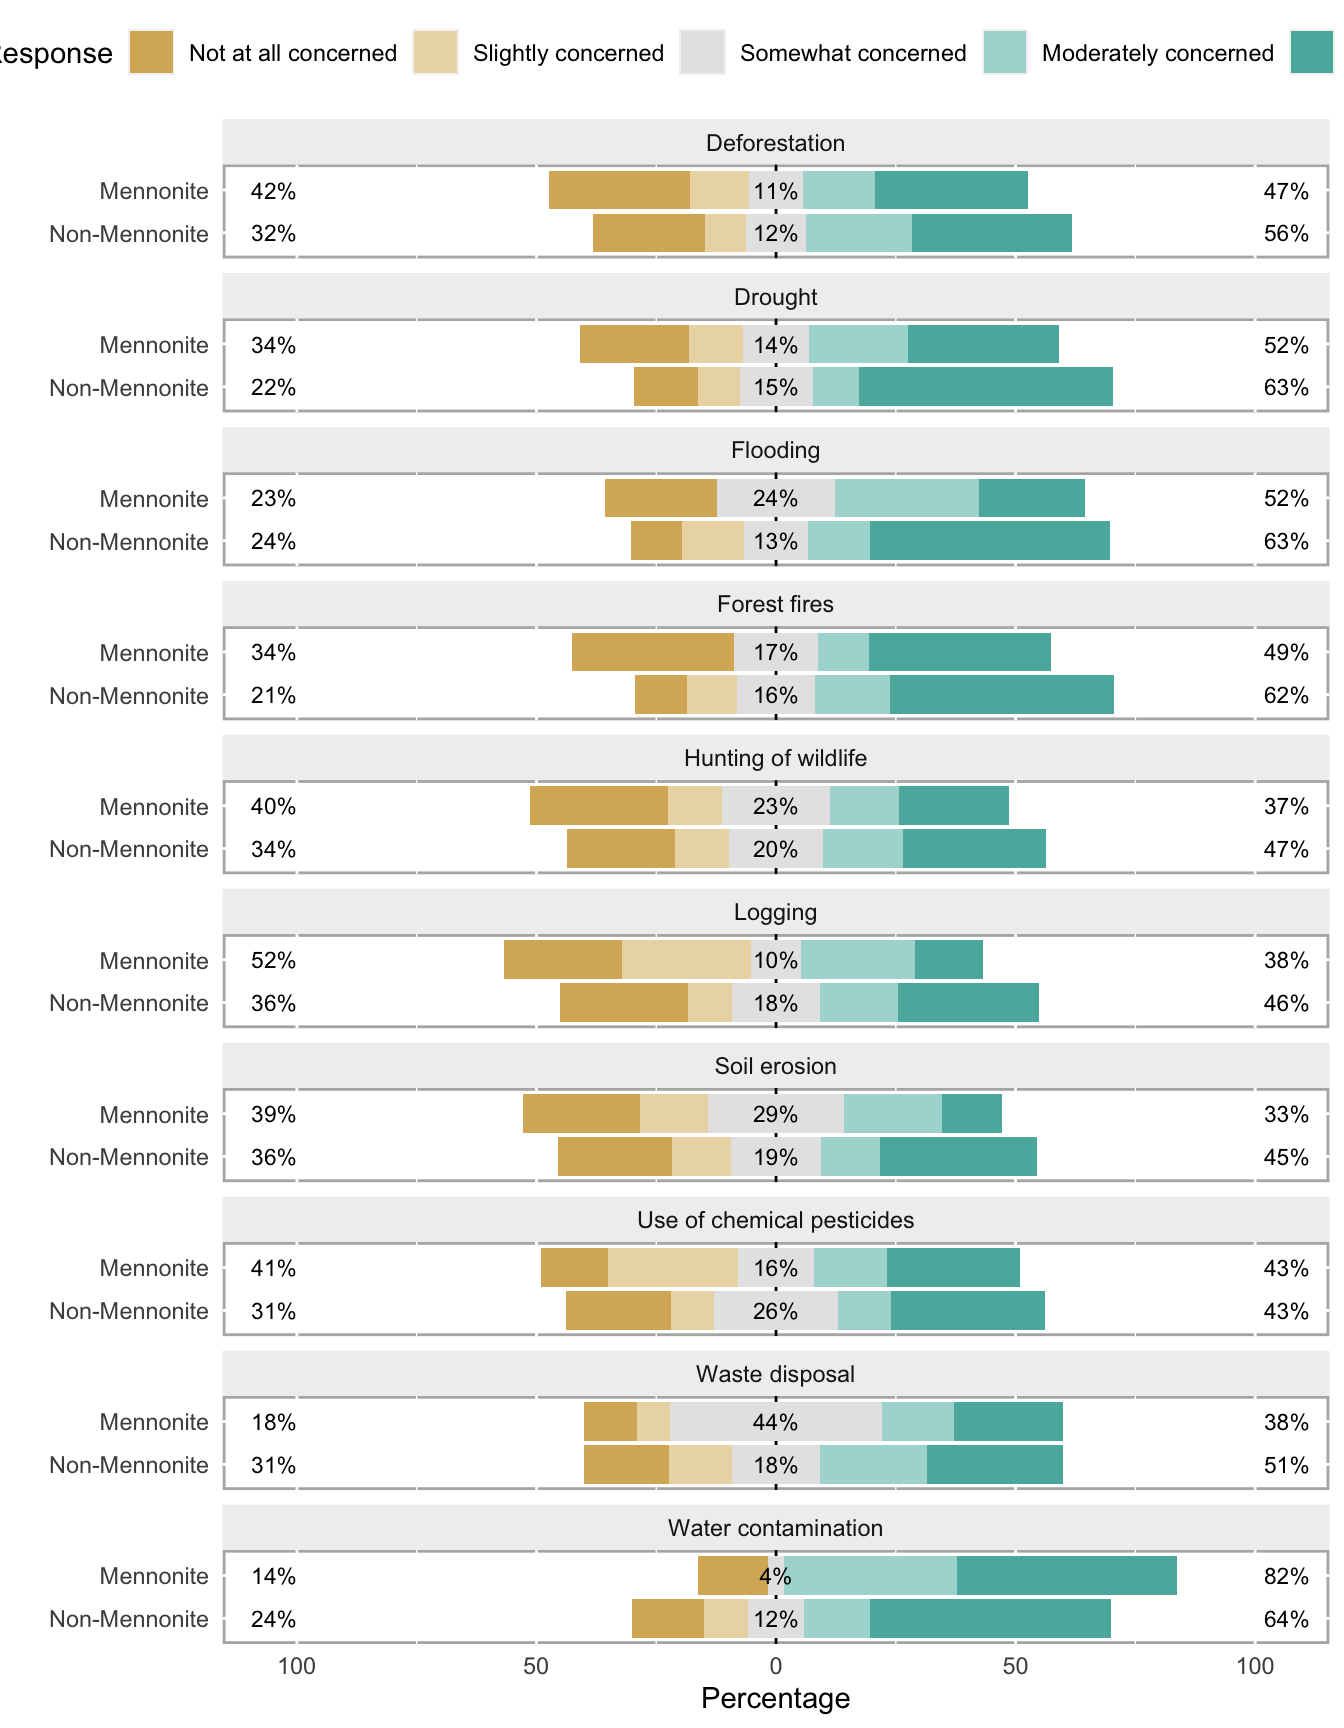 Response Not at all concerned Slightly concerned Somewhat concerned Moderately concerned
Deforestation
Mennonite 42% 11% 47%
Non-Mennonite 32% 12% 56%
Drought
Mennonite 34% 14% 52%
Non-Mennonite 22% 15% 63%
Flooding
Mennonite 23% 24% 52%
Non-Mennonite 24% 13% 63%
Forest fires
Mennonite 34% 17% 49%
Non-Mennonite 21% 16% 62%
Hunting of wildlife
Mennonite 40% 23% 37%
Non-Mennonite 34% 20% 47%
Logging
Mennonite 52% 10% 38%
Non-Mennonite 36% 18% 46%
Soil erosion
Mennonite 39% 29% 33%
Non-Mennonite 36% 19% 45%
Use of chemical pesticides
Mennonite 41% 16% 43%
Non-Mennonite 31% 26% 43%
Waste disposal
Mennonite 18% 44% 38%
Non-Mennonite 31% 18% 51%
Water contamination
Mennonite 14% 4% 82%
Non-Mennonite 24% 12% 64%
100 50 0 50 100
Percentage